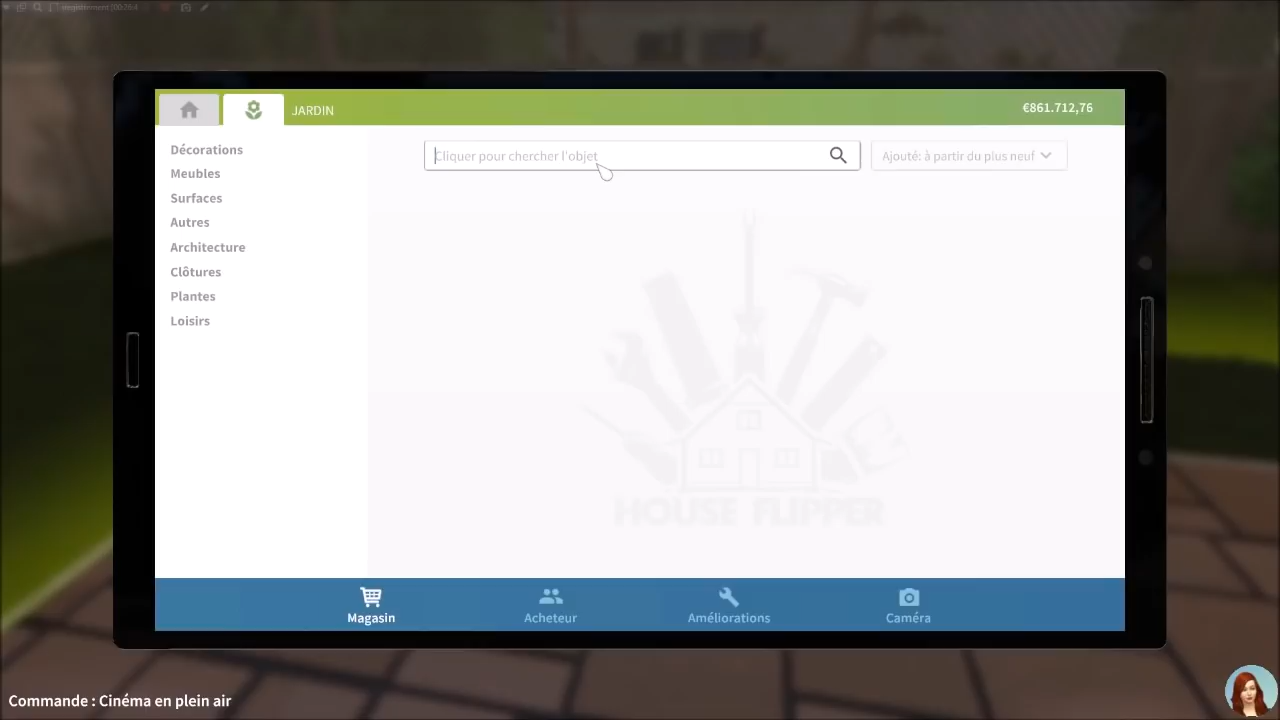 JARDIN
€861.712,76
Cliquer pour chercher l'objet
Ajouté: à partir du plus neuf
Décorations
Meubles
Surfaces
Autres
Architecture
Clôtures
Plantes
Loisirs
HOUSE FLIPPER
Magasin
Acheteur
Améliorations
Caméra
Commande : Cinéma en plein air